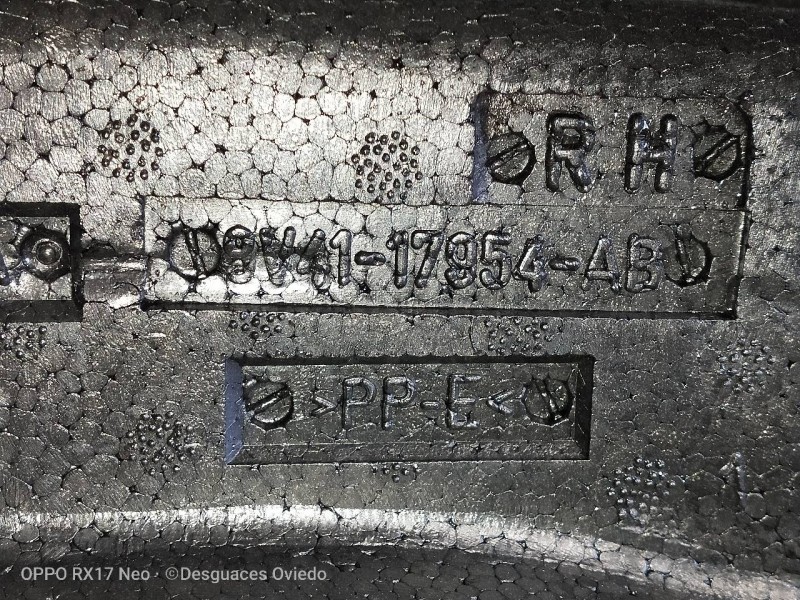 RH
8V41-17954-AB
>PP-E<
OPPO RX17 Neo · ©Desguaces Oviedo